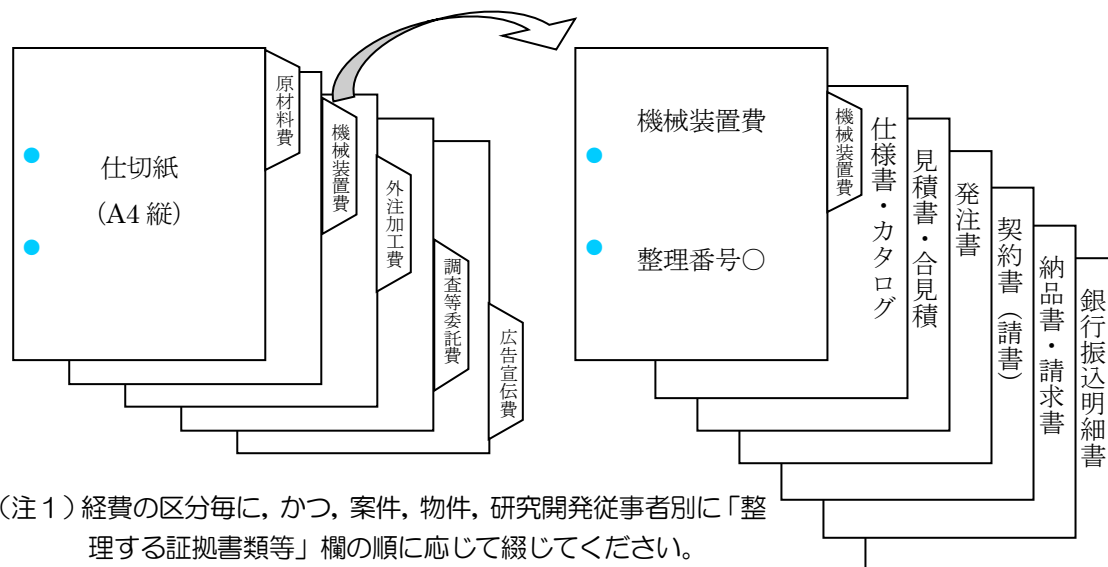 仕切紙
（A4 縦）
原材料費
機械装置費
外注加工費
調査等委託費
広告宣伝費
機械装置費
整理番号〇
機械装置費
仕様書・カタログ
見積書・合見積
発注書
契約書（請書）
納品書・請求書
銀行振込明細書
（注１）経費の区分毎に，かつ，案件，物件，研究開発従事者別に「整
理する証拠書類等」欄の順に応じて綴じてください。